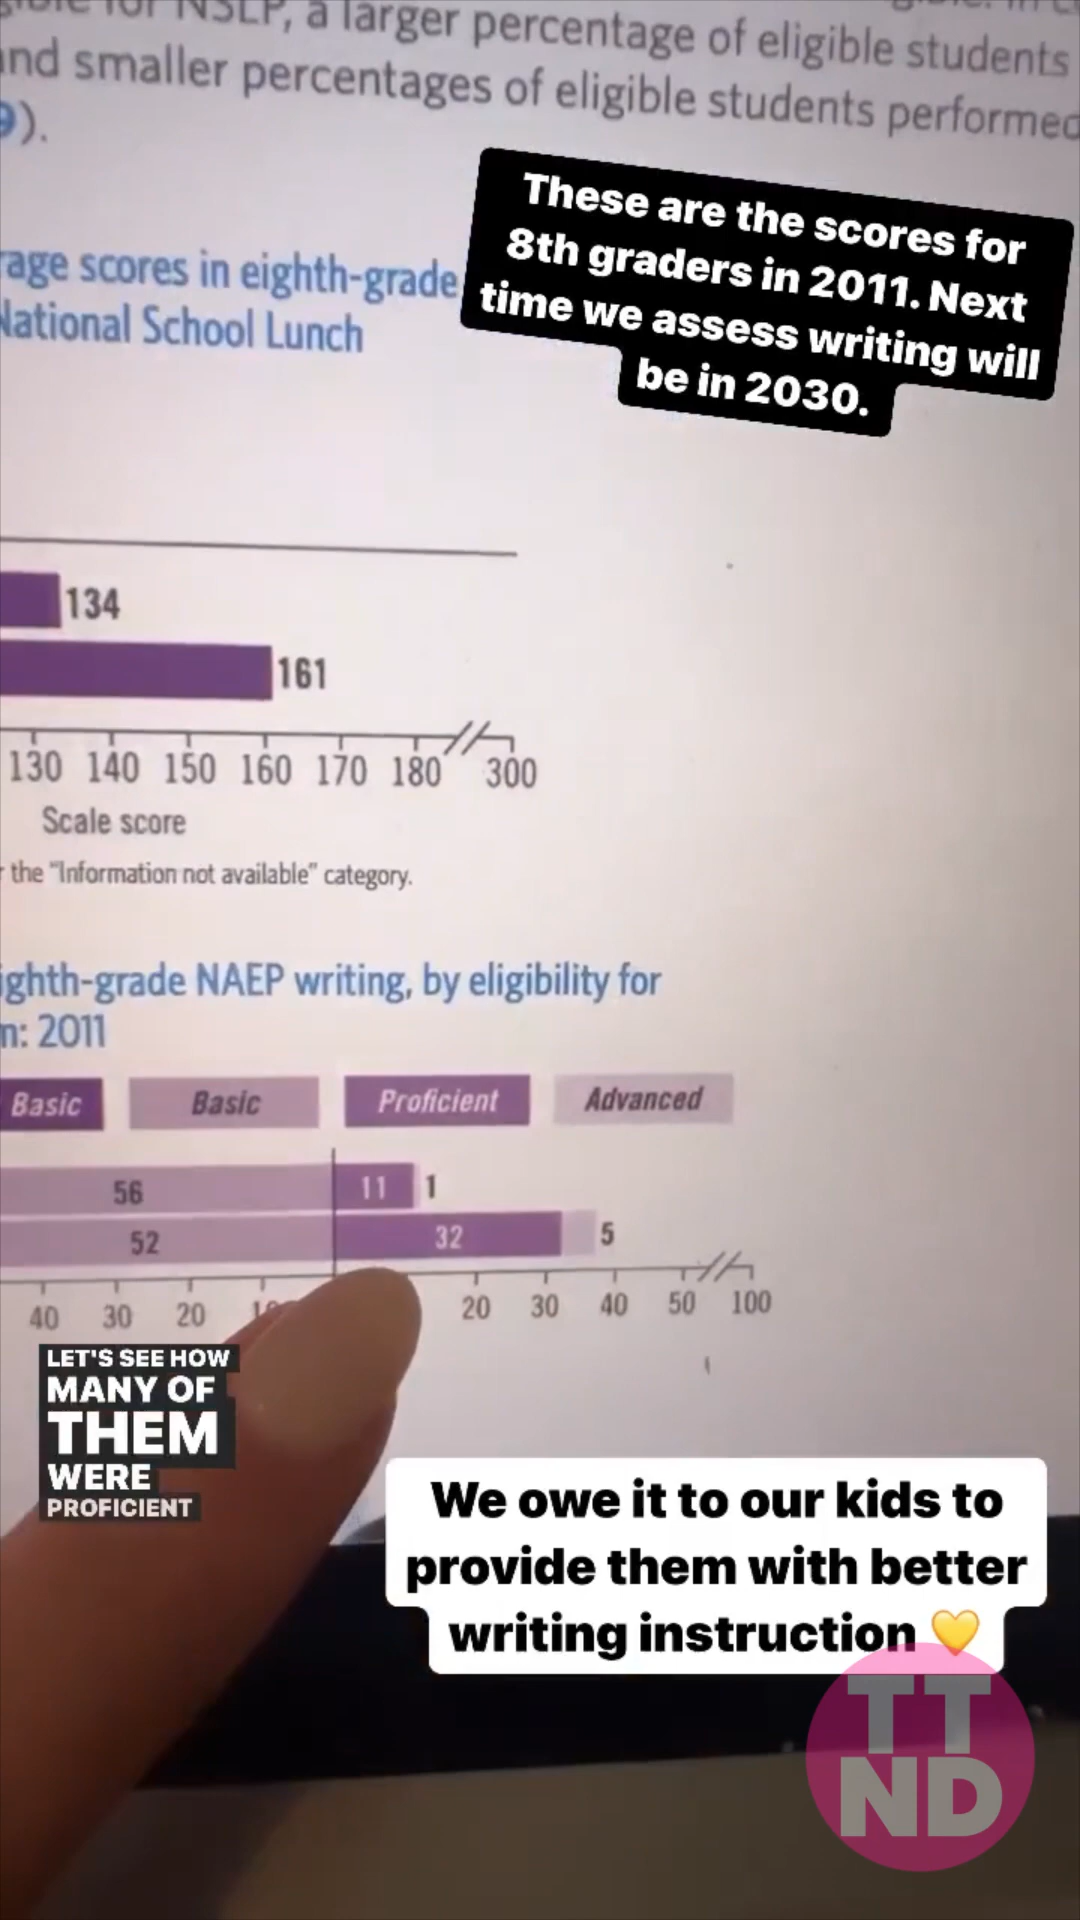 for NSLP, a larger percentage of eligible students
and smaller percentages of eligible students performed
9).
These are the scores for
8th graders in 2011. Next
time we assess writing will
be in 2030.
age scores in eighth-grade
National School Lunch
134
161
130 140 150 160 170 180 300
Scale score
the "Information not available" category.
eighth-grade NAEP writing, by eligibility for
m: 2011
Basic Basic Proficient Advanced
56 11 1
52 32 5
40 30 20 20 30 40 50 100
LET'S SEE HOW
MANY OF
THEM
WERE
PROFICIENT
We owe it to our kids to
provide them with better
writing instruction 💛
TT
ND